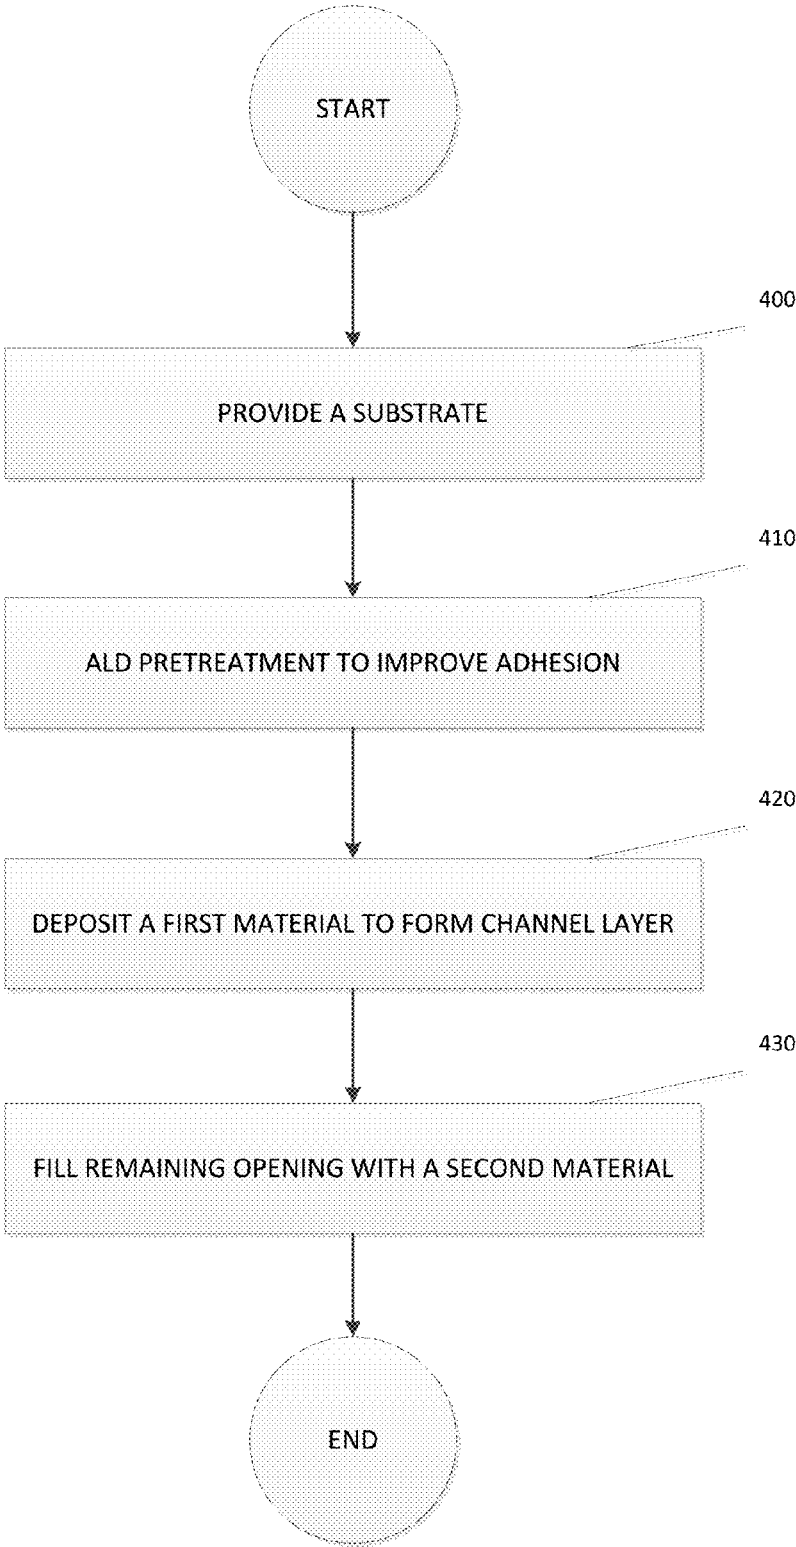 START
400
PROVIDE A SUBSTRATE
410
ALD PRETREATMENT TO IMPROVE ADHESION
420
DEPOSIT A FIRST MATERIAL TO FORM CHANNEL LAYER
430
FILL REMAINING OPENING WITH A SECOND MATERIAL
END